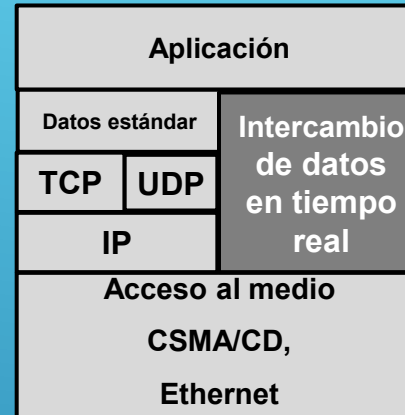 Aplicación
Datos estándar
TCP
UDP
IP
Intercambio
de datos
en tiempo
real
Acceso al medio
CSMA/CD,
Ethernet